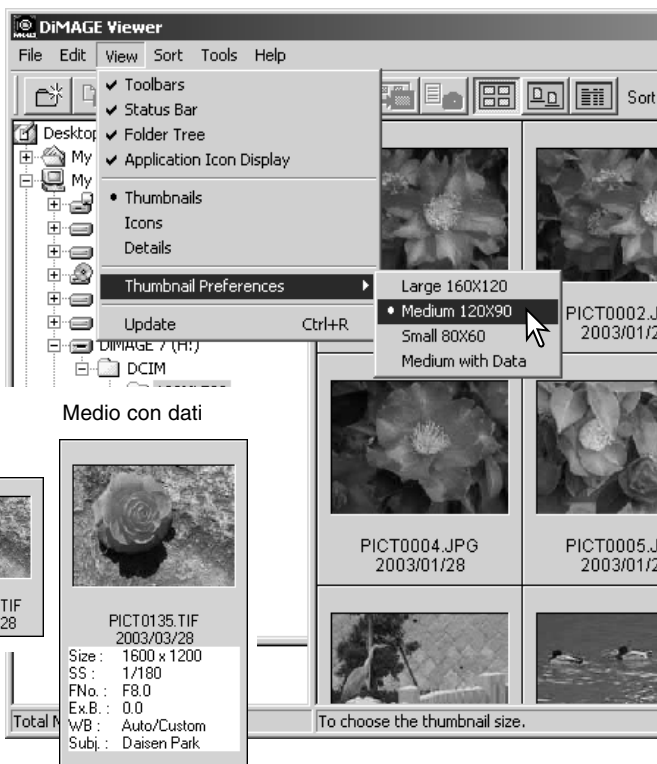 DiMAGE Viewer
File Edit View Sort Tools Help
Toolbars
Status Bar
Folder Tree
Application Icon Display
Thumbnails
Icons
Details
Thumbnail Preferences
Update Ctrl+R
Large 160X120
Medium 120X90
Small 80X60
Medium with Data
Sort
Desktop
My
My
DiMAGE 7 (H:)
DCIM
PICT0002.J
2003/01/2
PICT0004.JPG
2003/01/28
PICT0005.J
2003/01/2
Medio con dati
TIF
28
PICT0135.TIF
2003/03/28
Size : 1600 x 1200
SS : 1/180
FNo. : F8.0
Ex.B. : 0.0
WB : Auto/Custom
Subj. : Daisen Park
Total
To choose the thumbnail size.